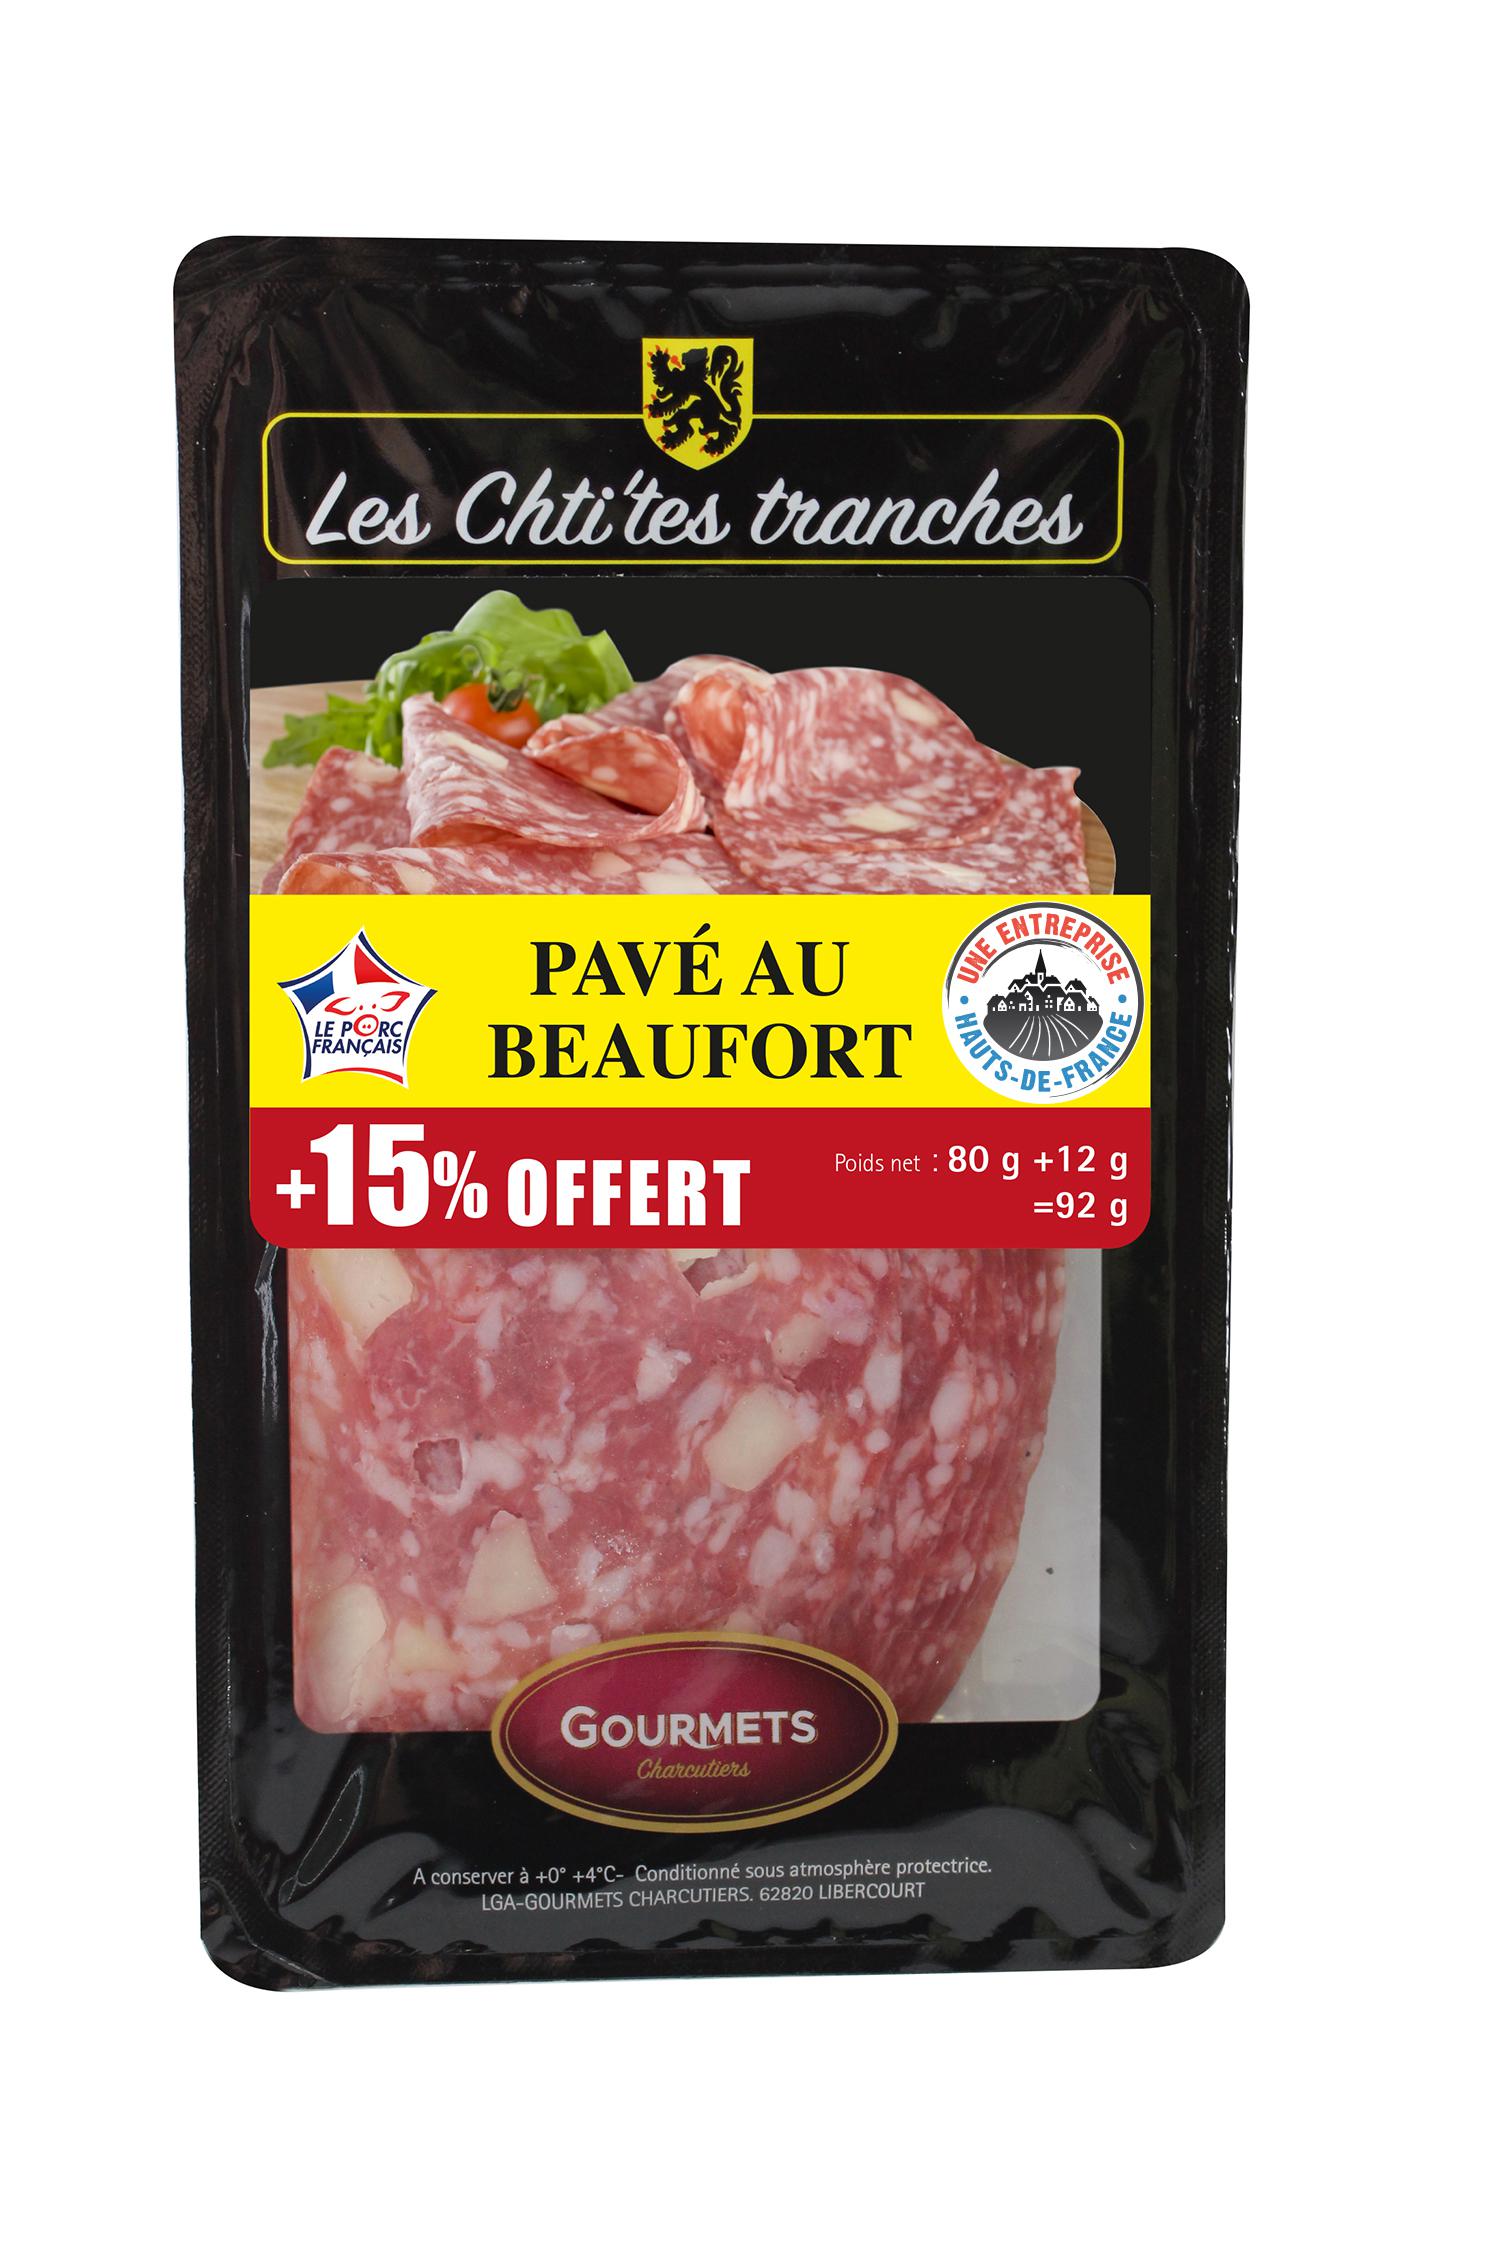 Les Chti'tes tranches
LE PORC
FRANÇAIS
PAVÉ AU
BEAUFORT
UNE ENTREPRISE
• HAUTS-DE-FRANCE •
+15% OFFERT
Poids net : 80 g +12 g
=92 g
GOURMETS
Charcutiers
A conserver à +0° +4°C- Conditionné sous atmosphère protectrice.
LGA-GOURMETS CHARCUTIERS. 62820 LIBERCOURT